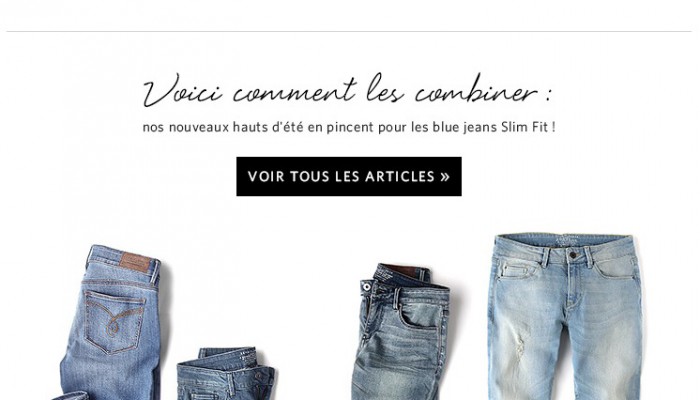 Voici comment les combiner :
nos nouveaux hauts d'été en pincent pour les blue jeans Slim Fit !
VOIR TOUS LES ARTICLES »